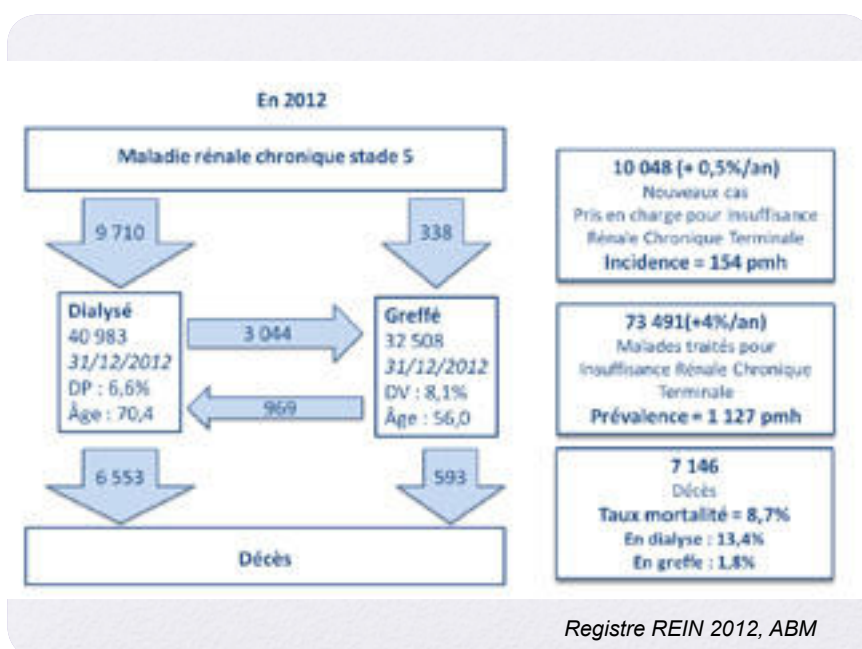 En 2012
Maladie rénale chronique stade 5
9 710
338
Dialysé
40 983
31/12/2012
DP : 6,6%
Âge : 70,4
3 044
969
Greffé
32 508
31/12/2012
DV : 8,1%
Âge : 56,0
6 553
593
Décès
10 048 (+ 0,5%/an)
Nouveaux cas
Pris en charge pour insuffisance
Rénale Chronique Terminale
Incidence = 154 pmh
73 491(+4%/an)
Malades traités pour
Insuffisance Rénale Chronique
Terminale
Prévalence = 1 127 pmh
7 146
Décès
Taux mortalité = 8,7%
En dialyse : 13,4%
En greffe : 1,8%
Registre REIN 2012, ABM